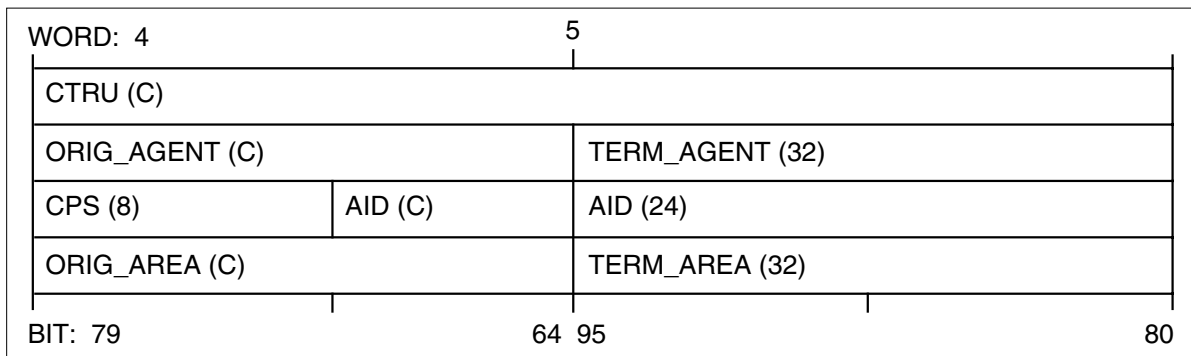 WORD: 4 5
CTRU (C)
ORIG_AGENT (C) TERM_AGENT (32)
CPS (8) AID (C) AID (24)
ORIG_AREA (C) TERM_AREA (32)
BIT: 79 64 95 80